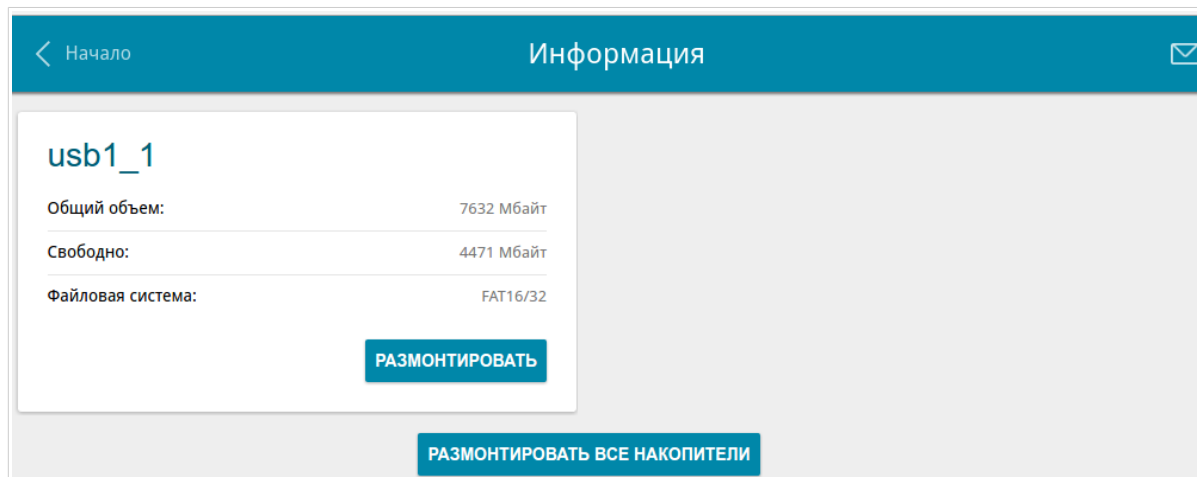 Начало
Информация
usb1_1
Общий объем: 7632 Мбайт
Свободно: 4471 Мбайт
Файловая система: FAT16/32
РАЗМОНТИРОВАТЬ
РАЗМОНТИРОВАТЬ ВСЕ НАКОПИТЕЛИ